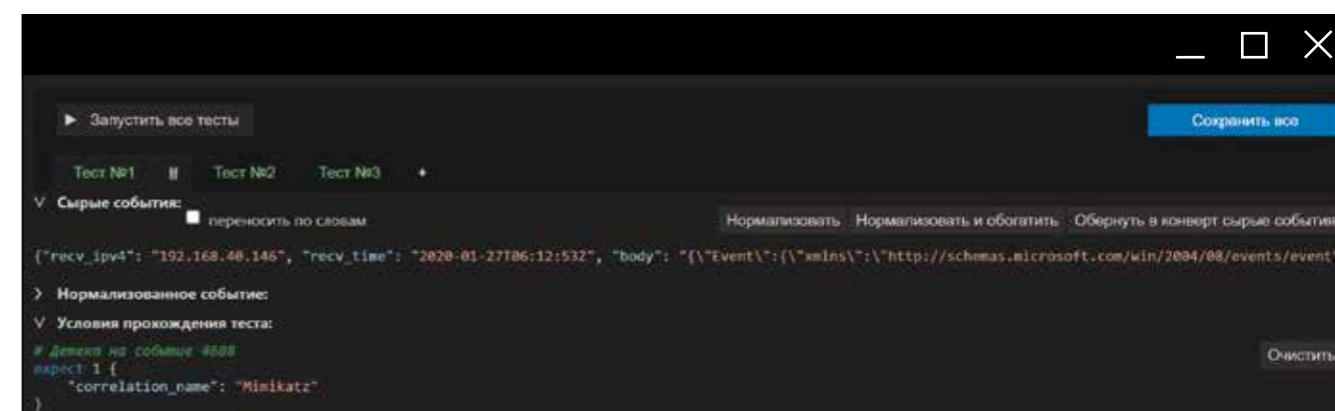 ▶ Запустить все тесты
Сохранить все
Тест №1
Тест №2
Тест №3
+
Сырые события:
переносить по словам
Нормализовать
Нормализовать и обогатить
Обернуть в конверт сырые события
{"recv_ipv4": "192.168.40.146", "recv_time": "2020-01-27T06:12:53Z", "body": "{\"Event\":{\"xmlns\":\"http://schemas.microsoft.com/win/2004/08/events/event\
Нормализованное событие:
Условия прохождения теста:
# Детект на событие 4688
Очистить
expect 1 {
"correlation_name": "Mimikatz"
}